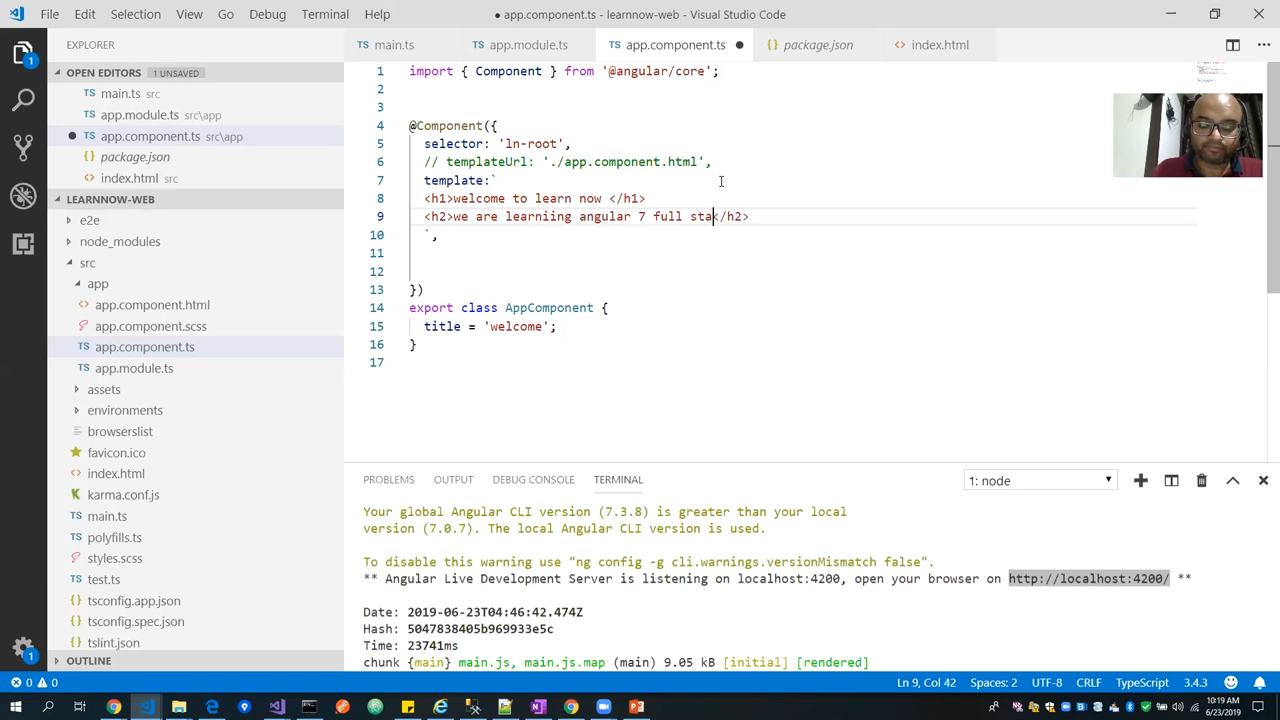 File Edit Selection View Go Debug Terminal Help
● app.component.ts - learnnow-web - Visual Studio Code
EXPLORER
OPEN EDITORS 1 UNSAVED
TS main.ts src
TS app.module.ts src\app
● TS app.component.ts src\app
{} package.json
<> index.html src
LEARNNOW-WEB
e2e
node_modules
src
app
<> app.component.html
app.component.scss
TS app.component.ts
TS app.module.ts
assets
environments
browserslist
favicon.ico
<> index.html
karma.conf.js
TS main.ts
TS polyfills.ts
styles.scss
TS test.ts
tsconfig.app.json
tsconfig.spec.json
tslint.json
OUTLINE
TS main.ts TS app.module.ts TS app.component.ts ● {} package.json <> index.html
1 import { Component } from '@angular/core';
2
3
4 @Component({
5 selector: 'ln-root',
6 // templateUrl: './app.component.html',
7 template:`
8 <h1>welcome to learn now </h1>
9 <h2>we are learniing angular 7 full sta</h2>
10 `,
11
12
13 })
14 export class AppComponent {
15 title = 'welcome';
16 }
17
PROBLEMS OUTPUT DEBUG CONSOLE TERMINAL 1: node
Your global Angular CLI version (7.3.8) is greater than your local
version (7.0.7). The local Angular CLI version is used.
To disable this warning use "ng config -g cli.warnings.versionMismatch false".
** Angular Live Development Server is listening on localhost:4200, open your browser on http://localhost:4200/ **
Date: 2019-06-23T04:46:42.474Z
Hash: 5047838405b969933e5c
Time: 23741ms
chunk {main} main.js, main.js.map (main) 9.05 kB [initial] [rendered]
0 0 Ln 9, Col 42 Spaces: 2 UTF-8 CRLF TypeScript 3.4.3
10:19 AM
6/23/2019